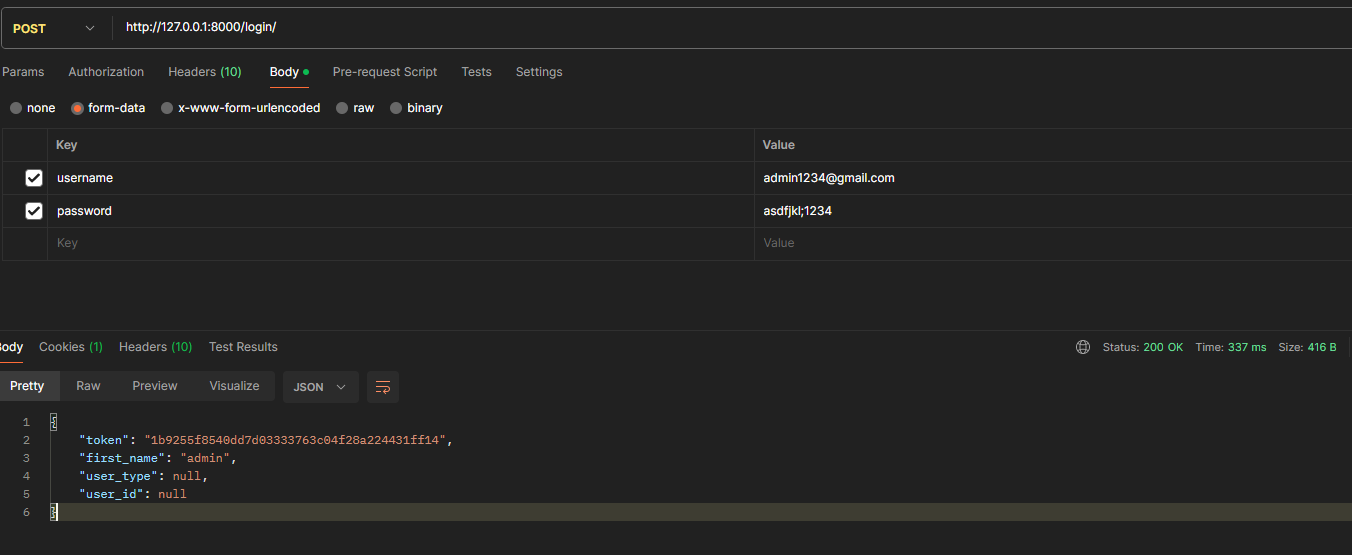 POST http://127.0.0.1:8000/login/
Params Authorization Headers (10) Body Pre-request Script Tests Settings
none form-data x-www-form-urlencoded raw binary
Key Value
username admin1234@gmail.com
password asdfjkl;1234
Key Value
Body Cookies (1) Headers (10) Test Results Status: 200 OK Time: 337 ms Size: 416 B
Pretty Raw Preview Visualize JSON
1 {
2 "token": "1b9255f8540dd7d03333763c04f28a224431ff14",
3 "first_name": "admin",
4 "user_type": null,
5 "user_id": null
6 }